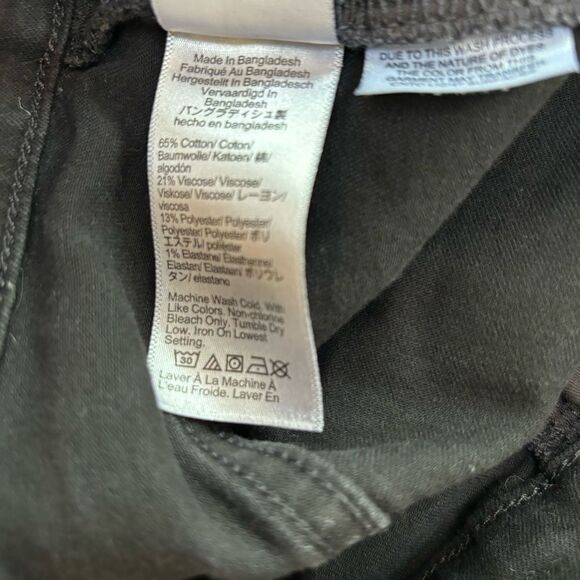 Made In Bangladesh
Fabriqué Au Bangladesh
Hergestellt In Bangladesch
Vervaardigd In
Bangladesh
バングラディシュ製
hecho en bangladesh
65% Cotton/ Coton/
Baumwolle/ Katoen/ 綿/
algodón
21% Viscose/ Viscose/
Viskose/ Viscose/ レーヨン/
viscosa
13% Polyester/ Polyester/
Polyester/ Polyester/ ポリ
エステル/ poliéster
1% Elastane/ Elasthanne/
Elastan/ Elastaan/ ポリウレ
タン/ elastano
Machine Wash Cold, With
Like Colors. Non-chlorine
Bleach Only. Tumble Dry
Low. Iron On Lowest
Setting.
30
Laver À La Machine À
L'eau Froide. Laver En
DUE TO THIS WASH PROCESS
AND THE NATURE OF DYES,
THE COLOR FROM THIS